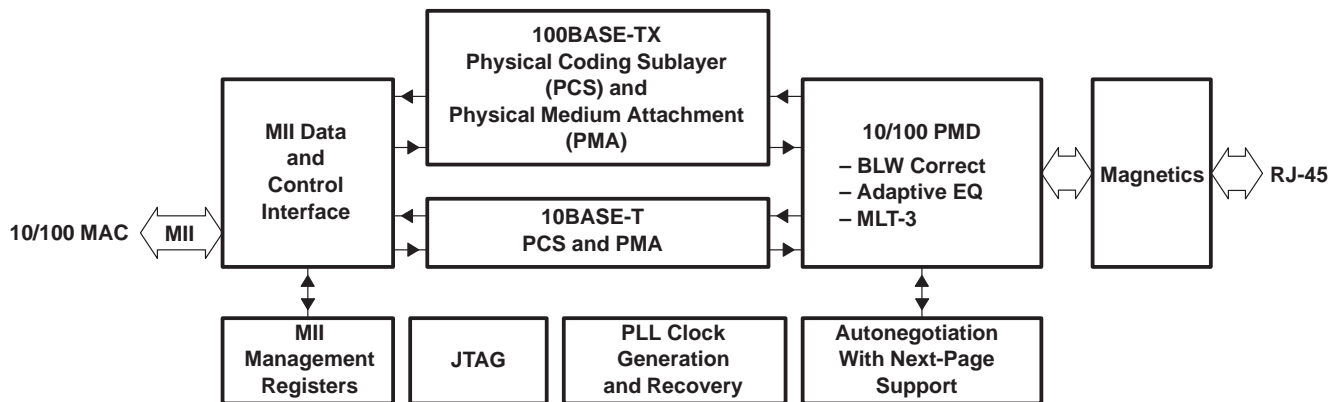 100BASE-TX
Physical Coding Sublayer
(PCS) and
Physical Medium Attachment
(PMA)
MII Data
and
Control
Interface
10/100 PMD
– BLW Correct
– Adaptive EQ
– MLT-3
Magnetics
RJ-45
10/100 MAC
MII
10BASE-T
PCS and PMA
MII
Management
Registers
JTAG
PLL Clock
Generation
and Recovery
Autonegotiation
With Next-Page
Support